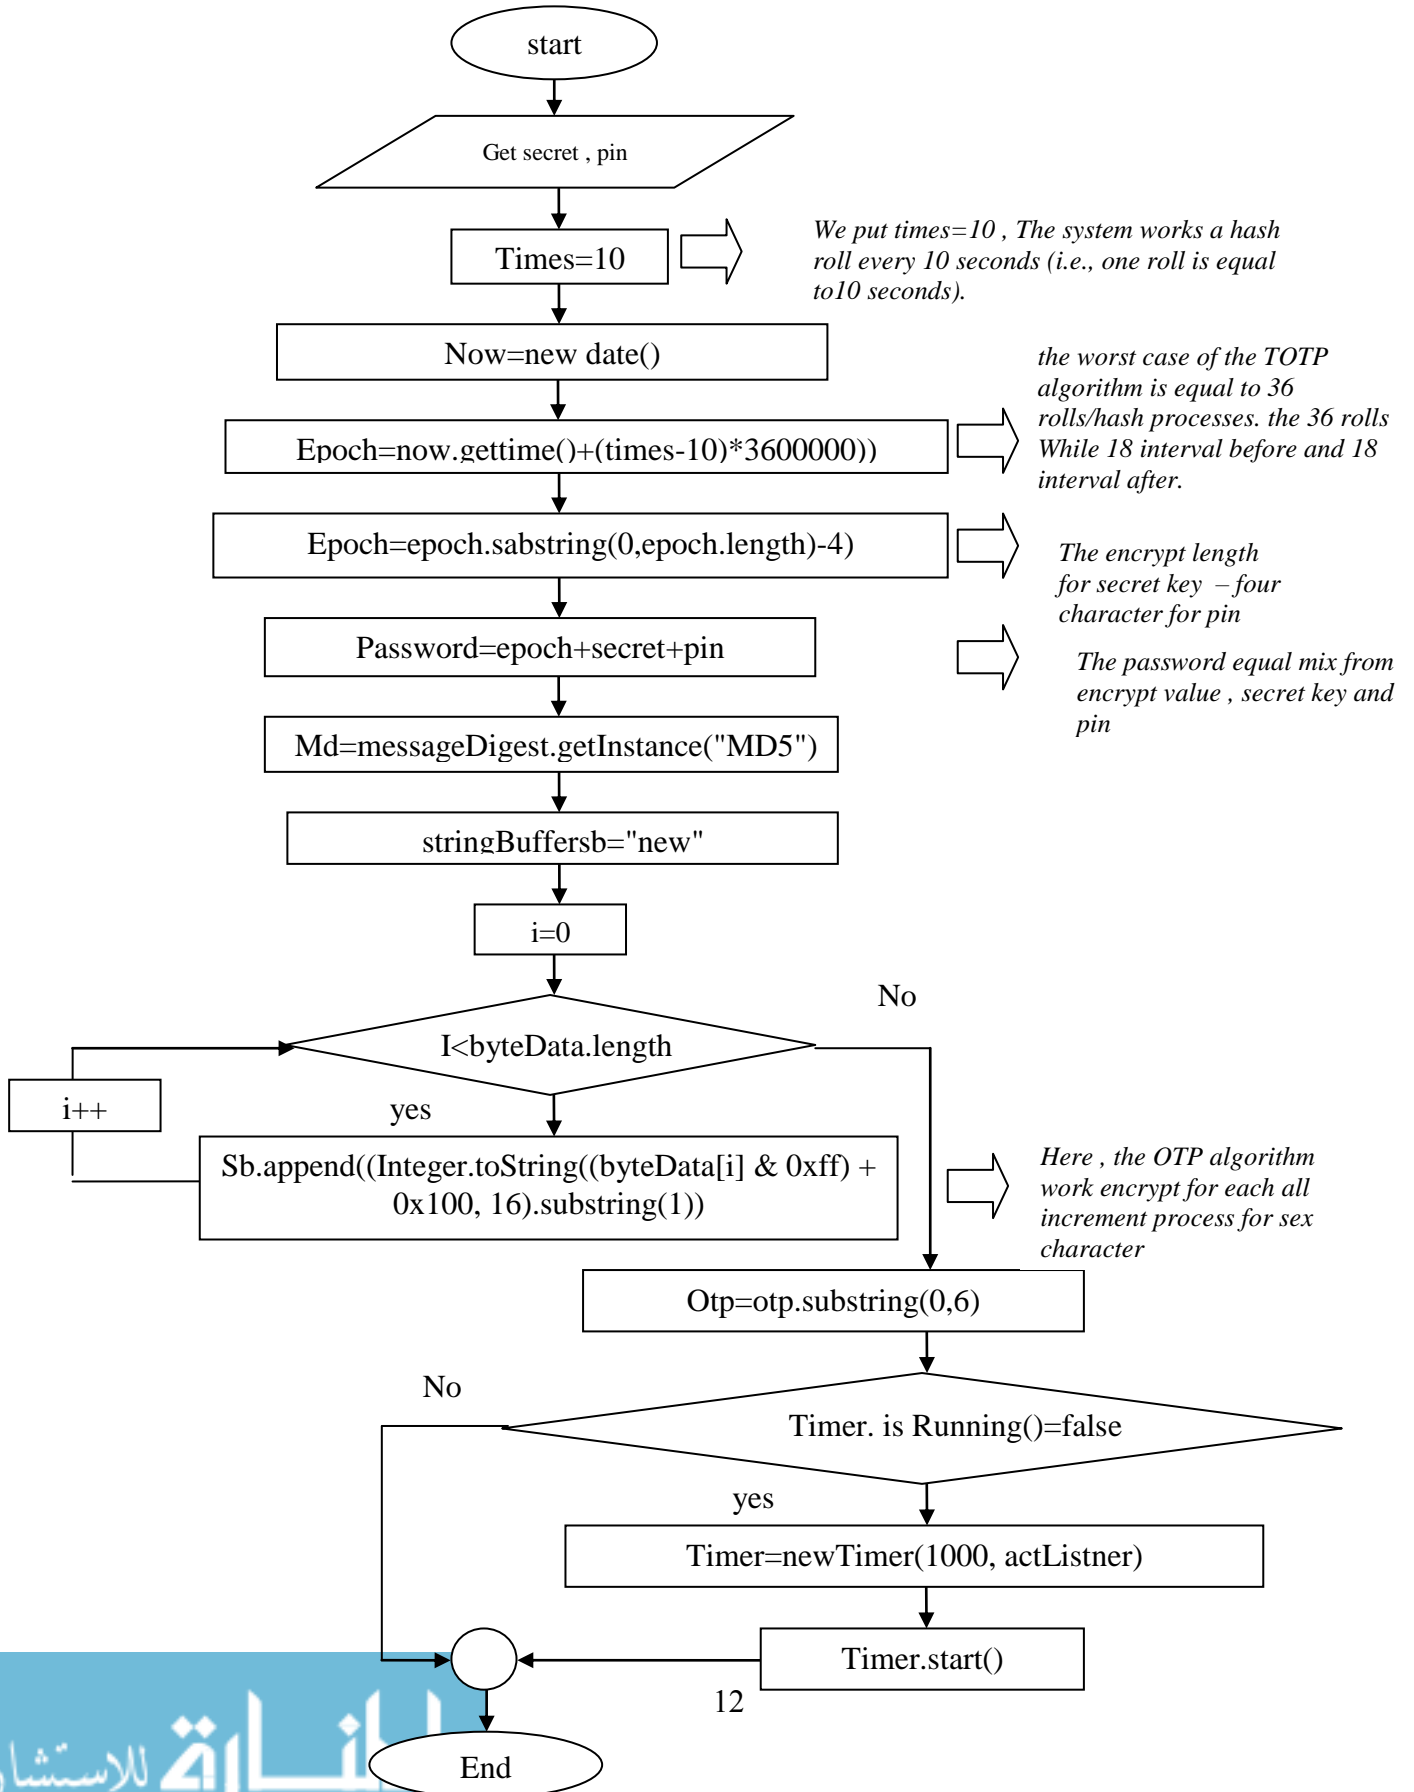 start
Get secret , pin
Times=10
We put times=10 , The system works a hash
roll every 10 seconds (i.e., one roll is equal
to10 seconds).
Now=new date()
the worst case of the TOTP
algorithm is equal to 36
rolls/hash processes. the 36 rolls
While 18 interval before and 18
interval after.
Epoch=now.gettime()+(times-10)*3600000))
Epoch=epoch.sabstring(0,epoch.length)-4)
The encrypt length
for secret key – four
character for pin
Password=epoch+secret+pin
The password equal mix from
encrypt value , secret key and
pin
Md=messageDigest.getInstance("MD5")
stringBuffersb="new"
i=0
No
I<byteData.length
i++
yes
Sb.append((Integer.toString((byteData[i] & 0xff) +
0x100, 16).substring(1))
Here , the OTP algorithm
work encrypt for each all
increment process for sex
character
Otp=otp.substring(0,6)
No
Timer. is Running()=false
yes
Timer=newTimer(1000, actListner)
Timer.start()
12
End